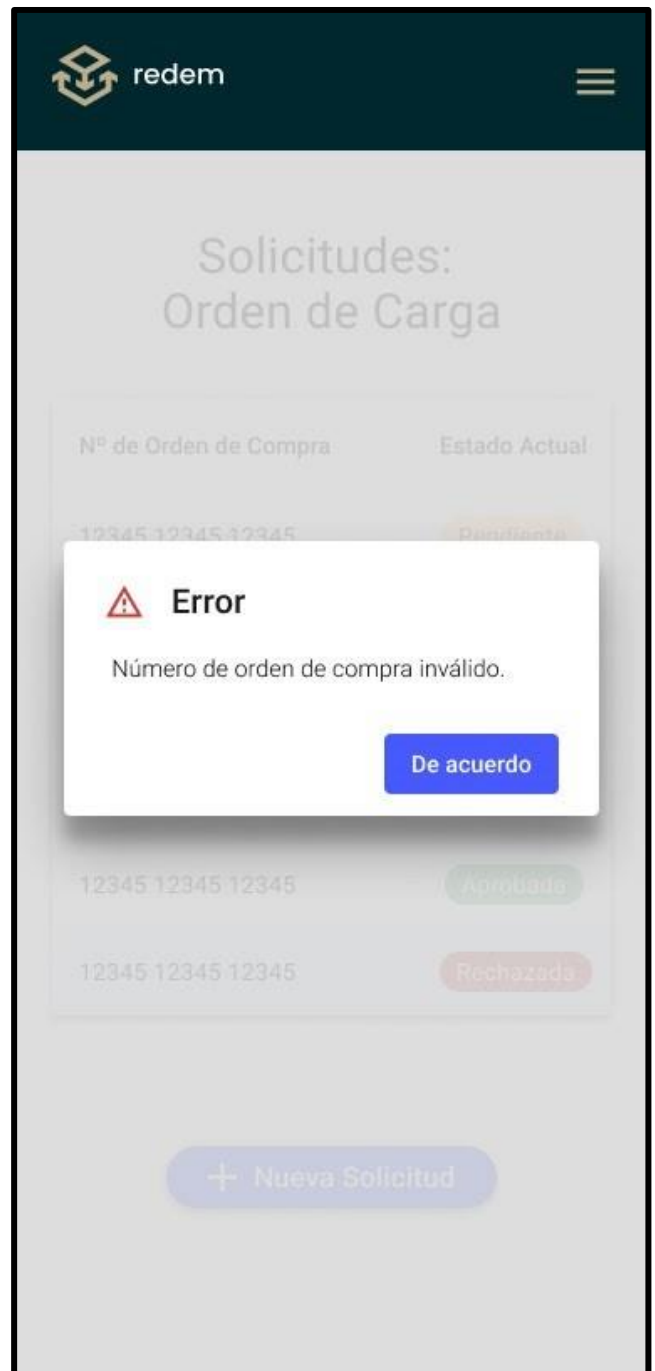 redem
Solicitudes:
Orden de Carga
Nº de Orden de Compra Estado Actual
12345 12345 12345 Pendiente
Error
Número de orden de compra inválido.
De acuerdo
12345 12345 12345 Aprobada
12345 12345 12345 Rechazada
+ Nueva Solicitud